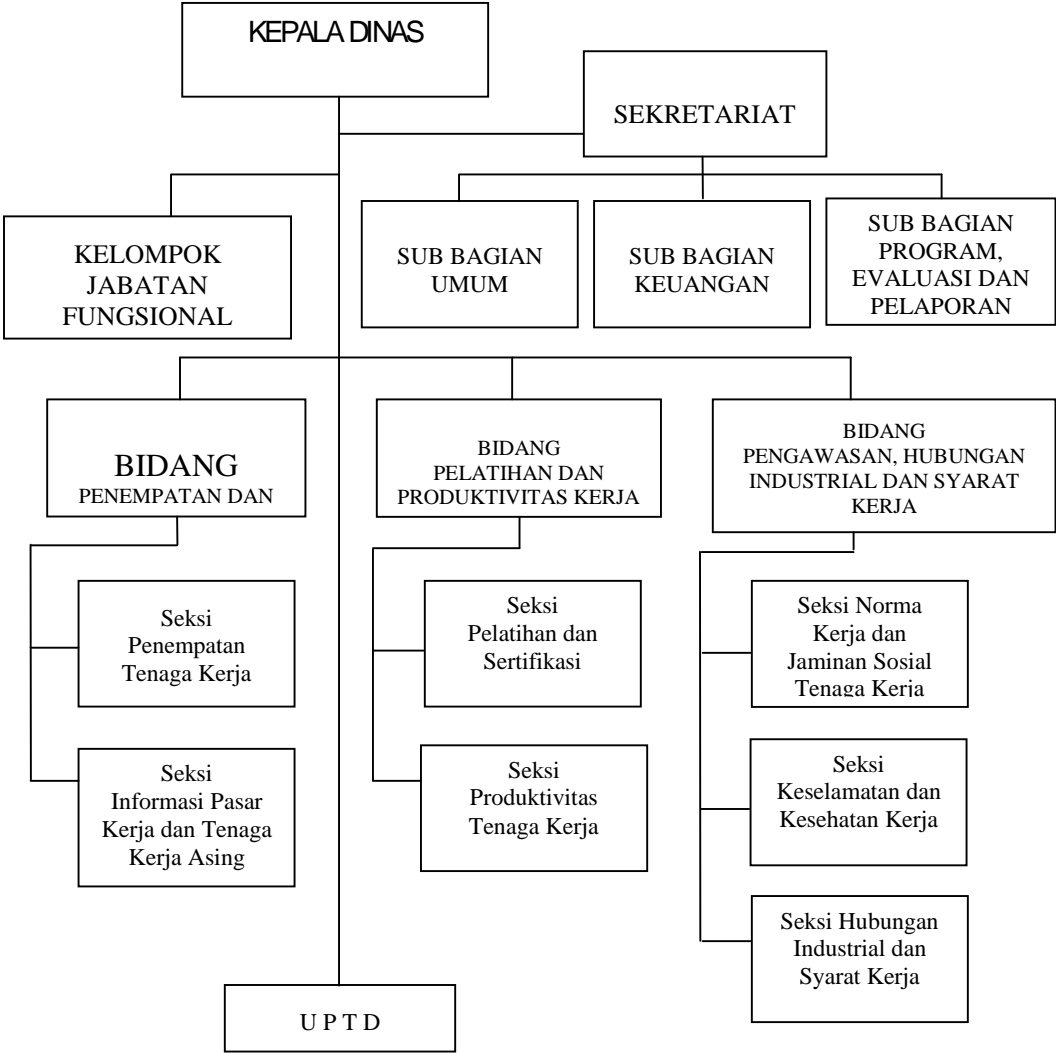 KEPALA DINAS
SEKRETARIAT
KELOMPOK
JABATAN
FUNGSIONAL
SUB BAGIAN
UMUM
SUB BAGIAN
KEUANGAN
SUB BAGIAN
PROGRAM,
EVALUASI DAN
PELAPORAN
BIDANG
PENEMPATAN DAN
BIDANG
PELATIHAN DAN
PRODUKTIVITAS KERJA
BIDANG
PENGAWASAN, HUBUNGAN
INDUSTRIAL DAN SYARAT
KERJA
Seksi
Penempatan
Tenaga Kerja
Seksi
Pelatihan dan
Sertifikasi
Seksi Norma
Kerja dan
Jaminan Sosial
Tenaga Kerja
Seksi
Informasi Pasar
Kerja dan Tenaga
Kerja Asing
Seksi
Produktivitas
Tenaga Kerja
Seksi
Keselamatan dan
Kesehatan Kerja
Seksi Hubungan
Industrial dan
Syarat Kerja
U P T D